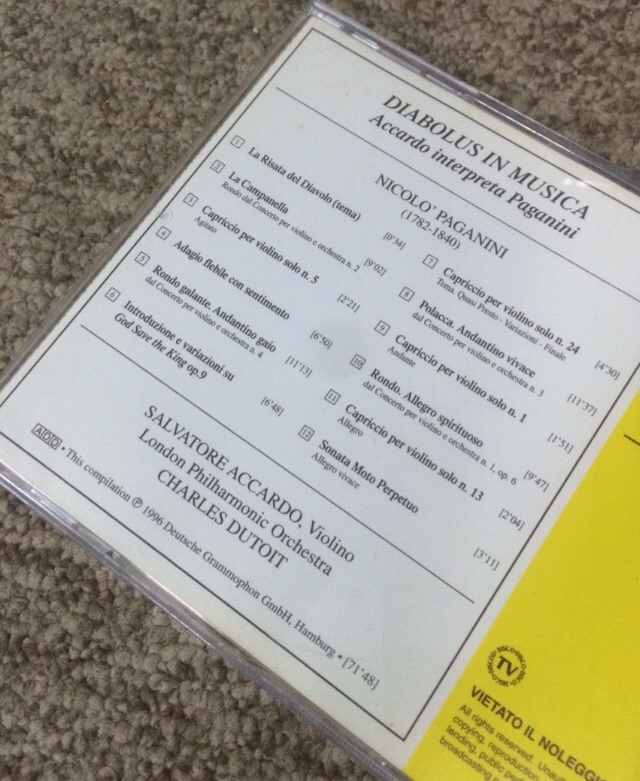 DIABOLUS IN MUSICA
Accardo interpreta Paganini
NICOLO' PAGANINI
(1782-1840)
1 La Risata del Diavolo (tema) [0'34]
2 La Campanella
Rondo dal Concerto per violino e orchestra n. 2 [9'02]
3 Capriccio per violino solo n. 5
Agitato [2'21]
4 Adagio flebile con sentimento [6'50]
5 Rondo galante. Andantino gaio
dal Concerto per violino e orchestra n. 4 [11'13]
6 Introduzione e variazioni su
God Save the King op.9 [6'48]
7 Capriccio per violino solo n. 24
Tema. Quasi Presto - Variazioni - Finale [4'30]
8 Polacca. Andantino vivace
dal Concerto per violino e orchestra n. 3 [11'37]
9 Capriccio per violino solo n. 1
Andante [1'51]
10 Rondo. Allegro spirituoso
dal Concerto per violino e orchestra n. 1, op. 6 [9'47]
11 Capriccio per violino solo n. 13
Allegro [2'04]
12 Sonata Moto Perpetuo
Allegro vivace [3'11]
SALVATORE ACCARDO, Violino
London Philharmonic Orchestra
CHARLES DUTOIT
ADD • This compilation ℗ 1996 Deutsche Grammophon GmbH, Hamburg • [71'48]
TV
VIETATO IL NOLEGGIO
All rights reserved.
copying, reproduction
lending, public
broadcasting